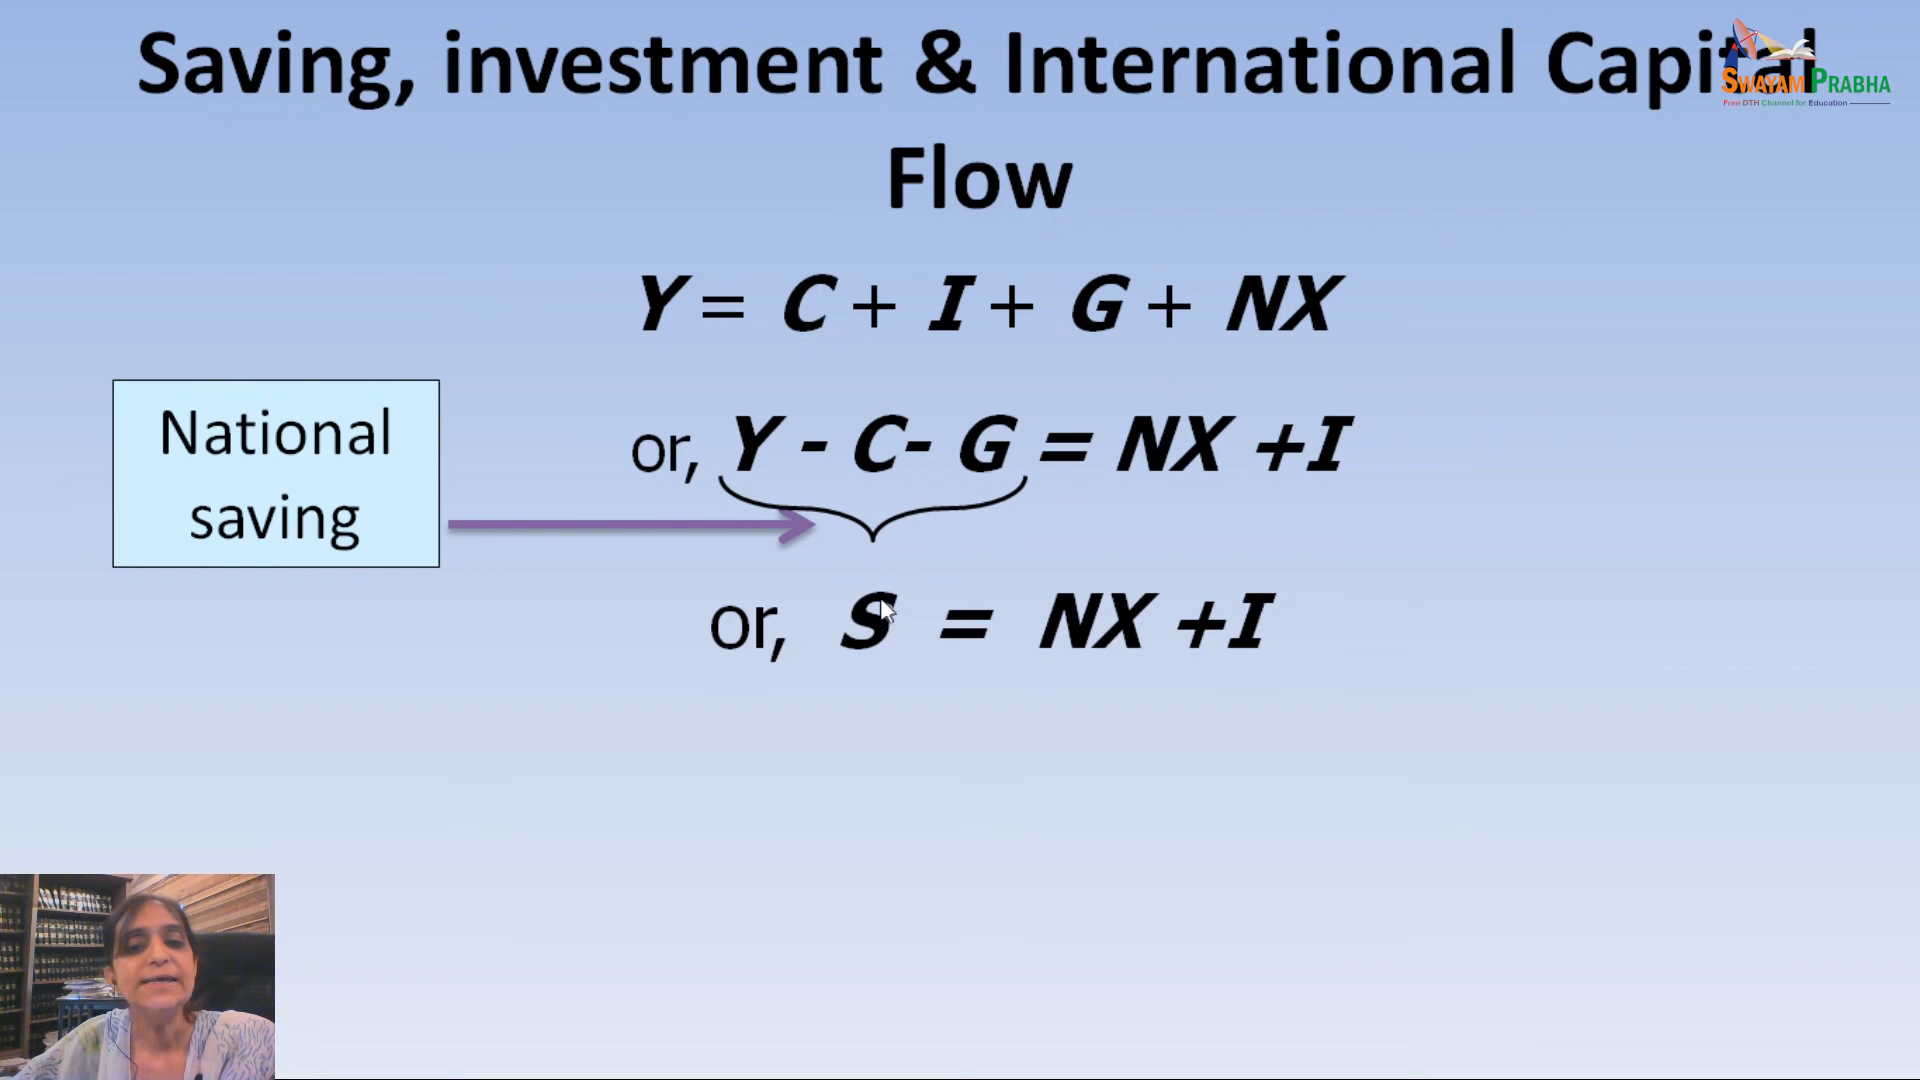 Saving, investment & International Capital
Flow
SWAYAM PRABHA
Free DTH Channel for Education
Y = C + I + G + NX
National
saving
or, Y - C- G = NX +I
or, S = NX +I